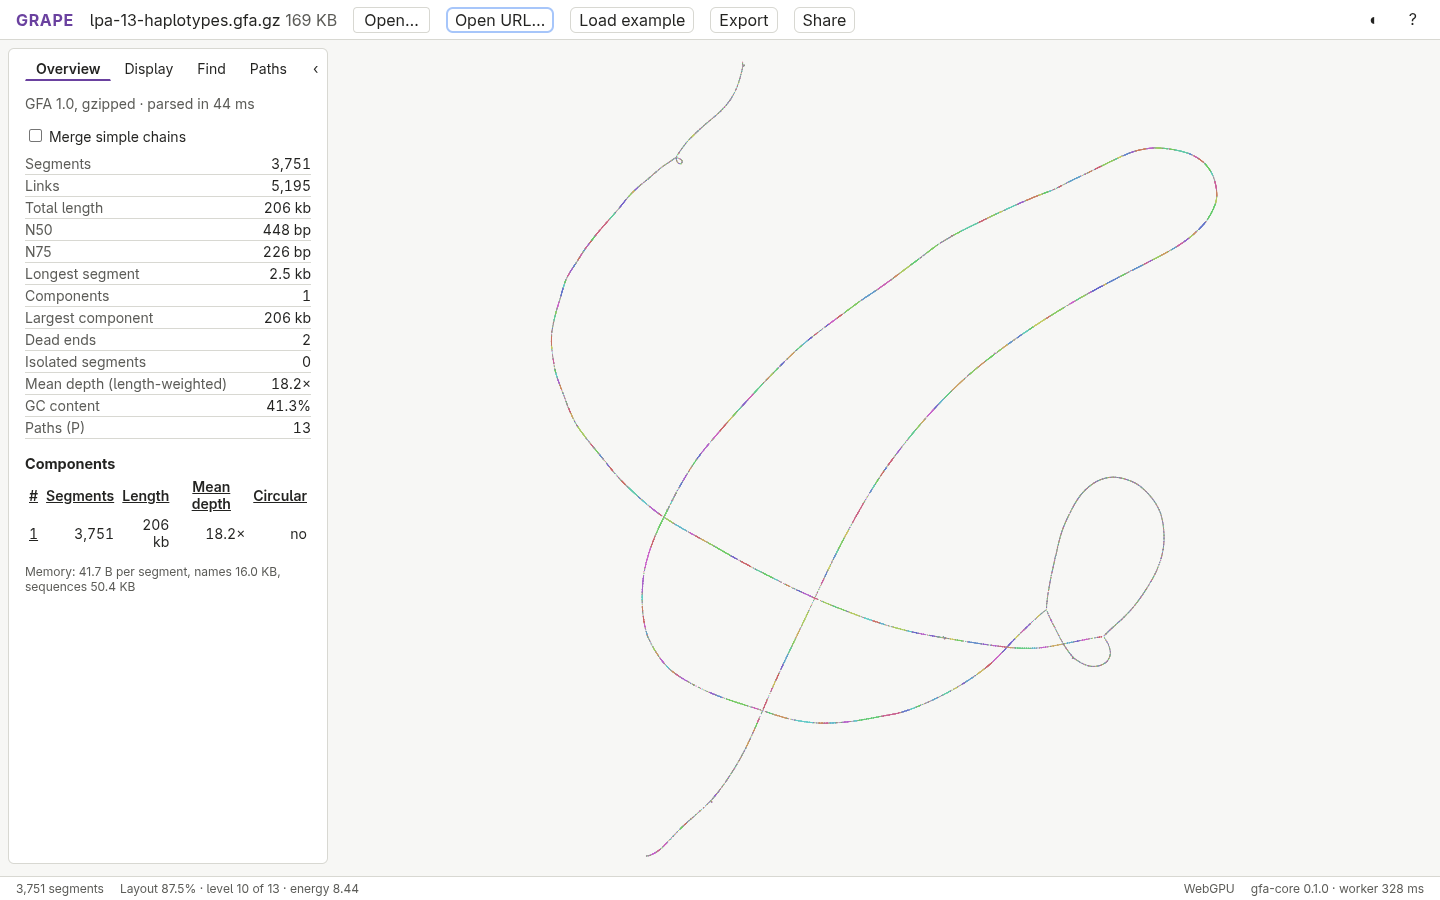 GRAPE lpa-13-haplotypes.gfa.gz 169 KB Open... Open URL... Load example Export Share ?
Overview Display Find Paths ‹
GFA 1.0, gzipped · parsed in 44 ms
Merge simple chains
Segments 3,751
Links 5,195
Total length 206 kb
N50 448 bp
N75 226 bp
Longest segment 2.5 kb
Components 1
Largest component 206 kb
Dead ends 2
Isolated segments 0
Mean depth (length-weighted) 18.2×
GC content 41.3%
Paths (P) 13
Components
# Segments Length Mean depth Circular
1 3,751 206 kb 18.2× no
Memory: 41.7 B per segment, names 16.0 KB,
sequences 50.4 KB
3,751 segments Layout 87.5% · level 10 of 13 · energy 8.44 WebGPU gfa-core 0.1.0 · worker 328 ms